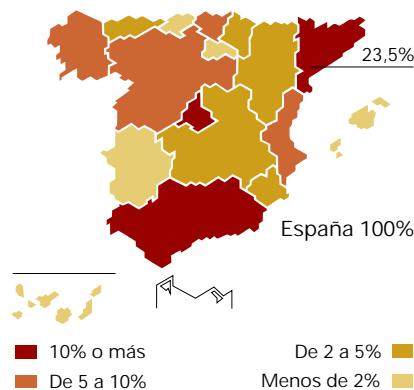 23,5%
España 100%
10% o más
De 2 a 5%
De 5 a 10%
Menos de 2%